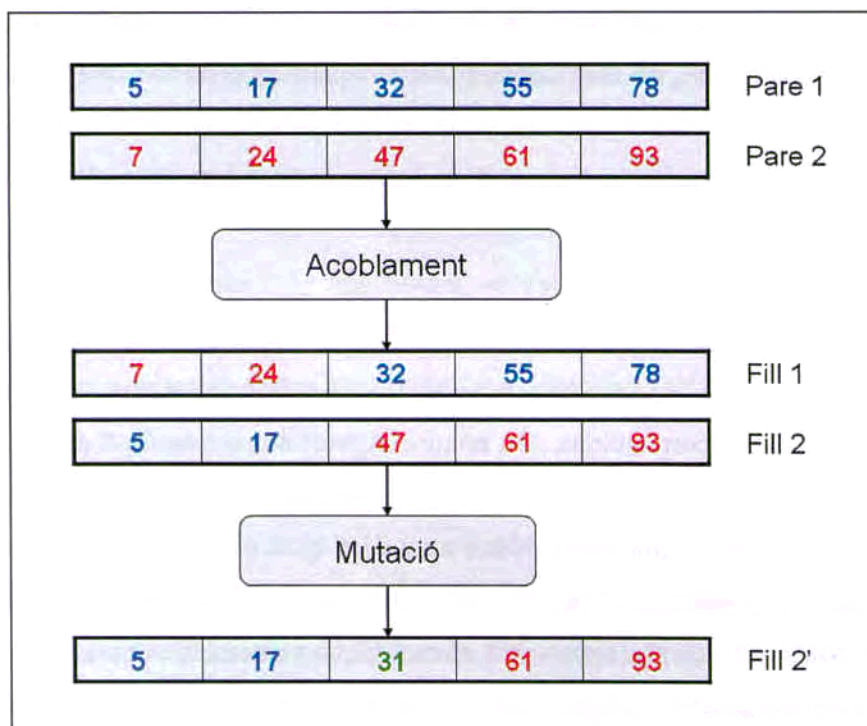 5 17 32 55 78 Pare 1
7 24 47 61 93 Pare 2
Acoblament
7 24 32 55 78 Fill 1
5 17 47 61 93 Fill 2
Mutació
5 17 31 61 93 Fill 2'